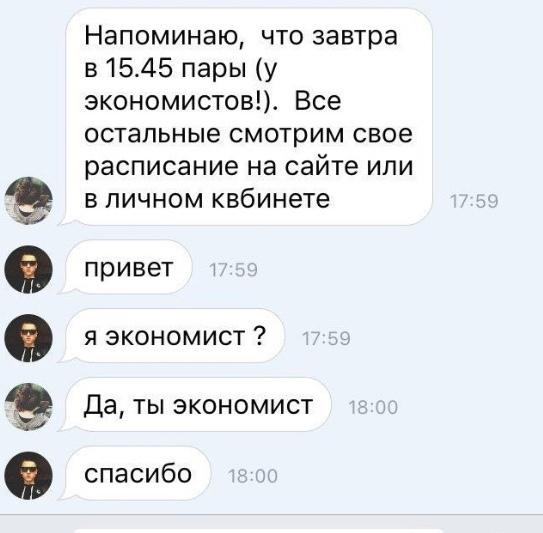 Напоминаю, что завтра
в 15.45 пары (у
экономистов!). Все
остальные смотрим свое
расписание на сайте или
в личном квбинете
17:59
привет
17:59
я экономист ?
17:59
Да, ты экономист
18:00
спасибо
18:00